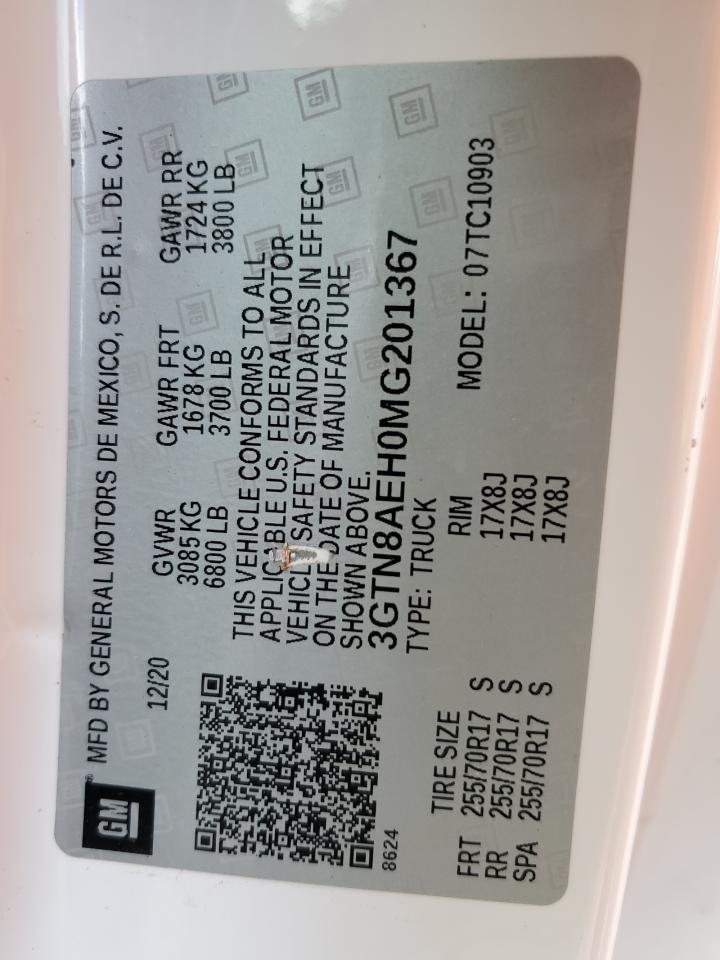 GM
MFD BY GENERAL MOTORS DE MEXICO, S. DE R.L. DE C.V.
12/20 GVWR GAWR FRT GAWR RR
3085 KG 1678 KG 1724 KG
6800 LB 3700 LB 3800 LB
THIS VEHICLE CONFORMS TO ALL
APPLICABLE U.S. FEDERAL MOTOR
VEHICLE SAFETY STANDARDS IN EFFECT
ON THE DATE OF MANUFACTURE
SHOWN ABOVE.
3GTN8AEH0MG201367
8624
TYPE: TRUCK MODEL: 07TC10903
TIRE SIZE RIM
FRT 255/70R17 S 17X8J
RR 255/70R17 S 17X8J
SPA 255/70R17 S 17X8J